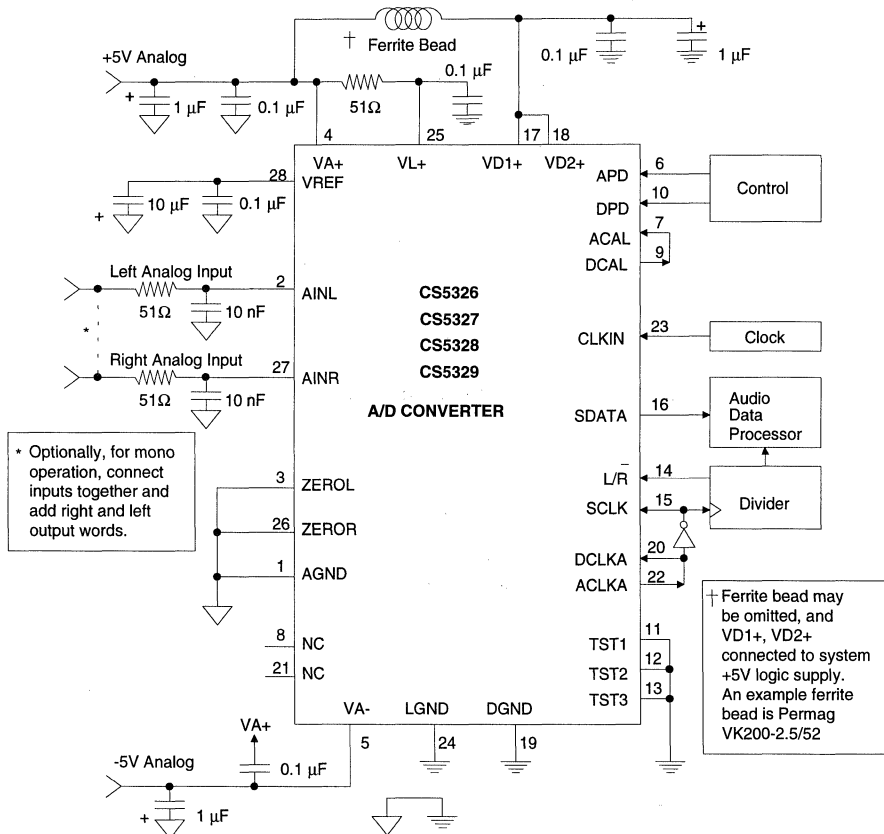 † Ferrite Bead
+5V Analog
+ 1 µF
0.1 µF
51Ω
0.1 µF
0.1 µF
+ 1 µF
4
25
17
18
VA+
VL+
VD1+
VD2+
28
VREF
+ 10 µF
0.1 µF
Left Analog Input
2
AINL
51Ω
10 nF
*
Right Analog Input
27
AINR
51Ω
10 nF
CS5326
CS5327
CS5328
CS5329
A/D CONVERTER
APD
6
DPD
10
Control
ACAL
7
DCAL
9
CLKIN
23
Clock
SDATA
16
Audio
Data
Processor
L/R̅
14
SCLK
15
Divider
DCLKA
20
ACLKA
22
* Optionally, for mono
operation, connect
inputs together and
add right and left
output words.
3
ZEROL
26
ZEROR
1
AGND
8
NC
21
NC
TST1
11
TST2
12
TST3
13
† Ferrite bead may
be omitted, and
VD1+, VD2+
connected to system
+5V logic supply.
An example ferrite
bead is Permag
VK200-2.5/52
VA-
LGND
DGND
5
24
19
VA+
0.1 µF
-5V Analog
+ 1 µF